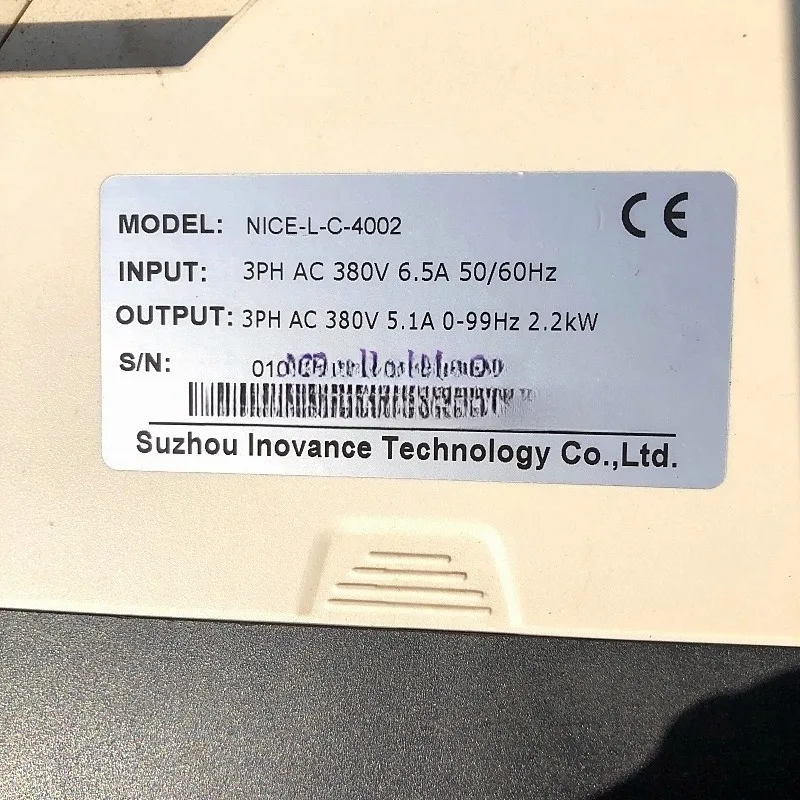 MODEL: NICE-L-C-4002
CE
INPUT: 3PH AC 380V 6.5A 50/60Hz
OUTPUT: 3PH AC 380V 5.1A 0-99Hz 2.2kW
S/N:
Suzhou Inovance Technology Co.,Ltd.